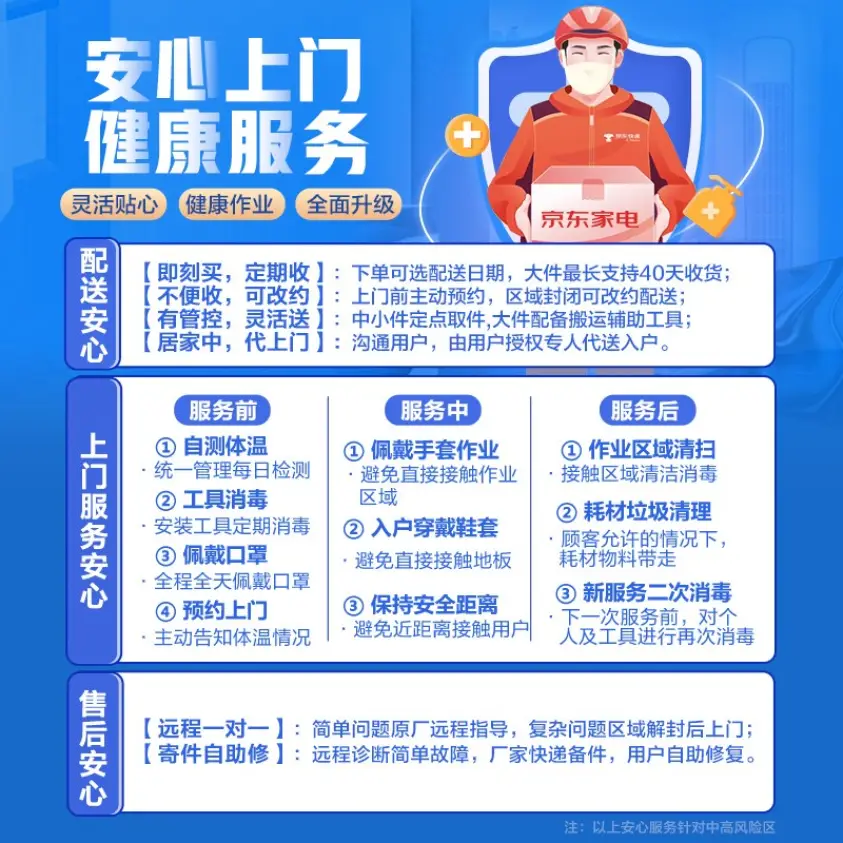 安心上门
健康服务
灵活贴心 健康作业 全面升级
京东快递
京东家电
配送安心
【即刻买，定期收】：下单可选配送日期，大件最长支持40天收货；
【不便收，可改约】：上门前主动预约，区域封闭可改约配送；
【有管控，灵活送】：中小件定点取件,大件配备搬运辅助工具；
【居家中，代上门】：沟通用户，由用户授权专人代送入户。
上门服务安心
服务前
① 自测体温
· 统一管理每日检测
② 工具消毒
· 安装工具定期消毒
③ 佩戴口罩
· 全程全天佩戴口罩
④ 预约上门
· 主动告知体温情况
服务中
① 佩戴手套作业
· 避免直接接触作业
区域
② 入户穿戴鞋套
· 避免直接接触地板
③ 保持安全距离
· 避免近距离接触用户
服务后
① 作业区域清扫
· 接触区域清洁消毒
② 耗材垃圾清理
· 顾客允许的情况下，
耗材物料带走
③ 新服务二次消毒
· 下一次服务前，对个
人及工具进行再次消毒
售后安心
【远程一对一】：简单问题原厂远程指导，复杂问题区域解封后上门；
【寄件自助修】：远程诊断简单故障，厂家快递备件，用户自助修复。
注：以上安心服务针对中高风险区